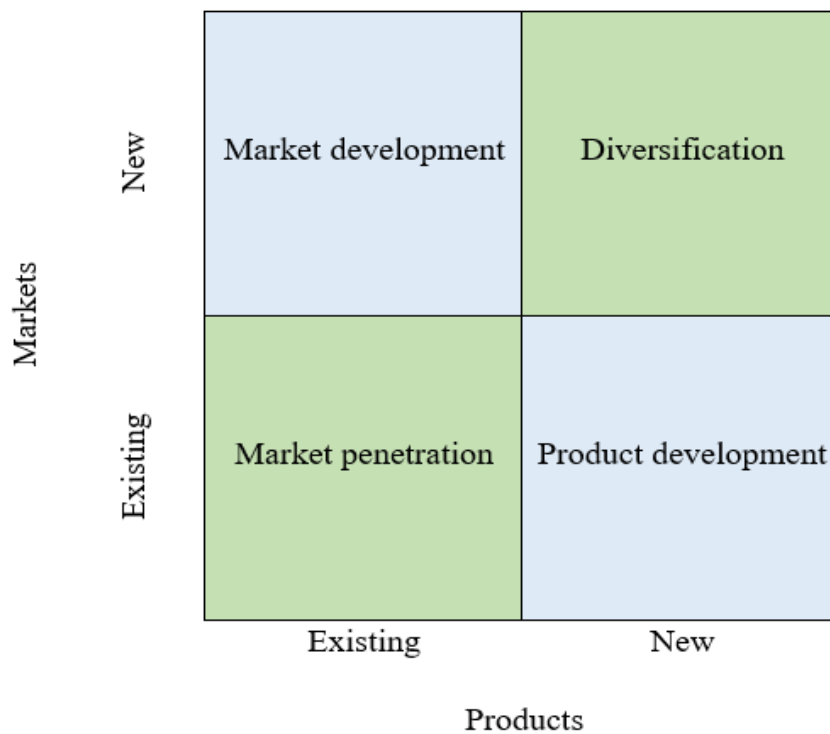 New
Market development
Diversification
Markets
Existing
Market penetration
Product development
Existing
New
Products